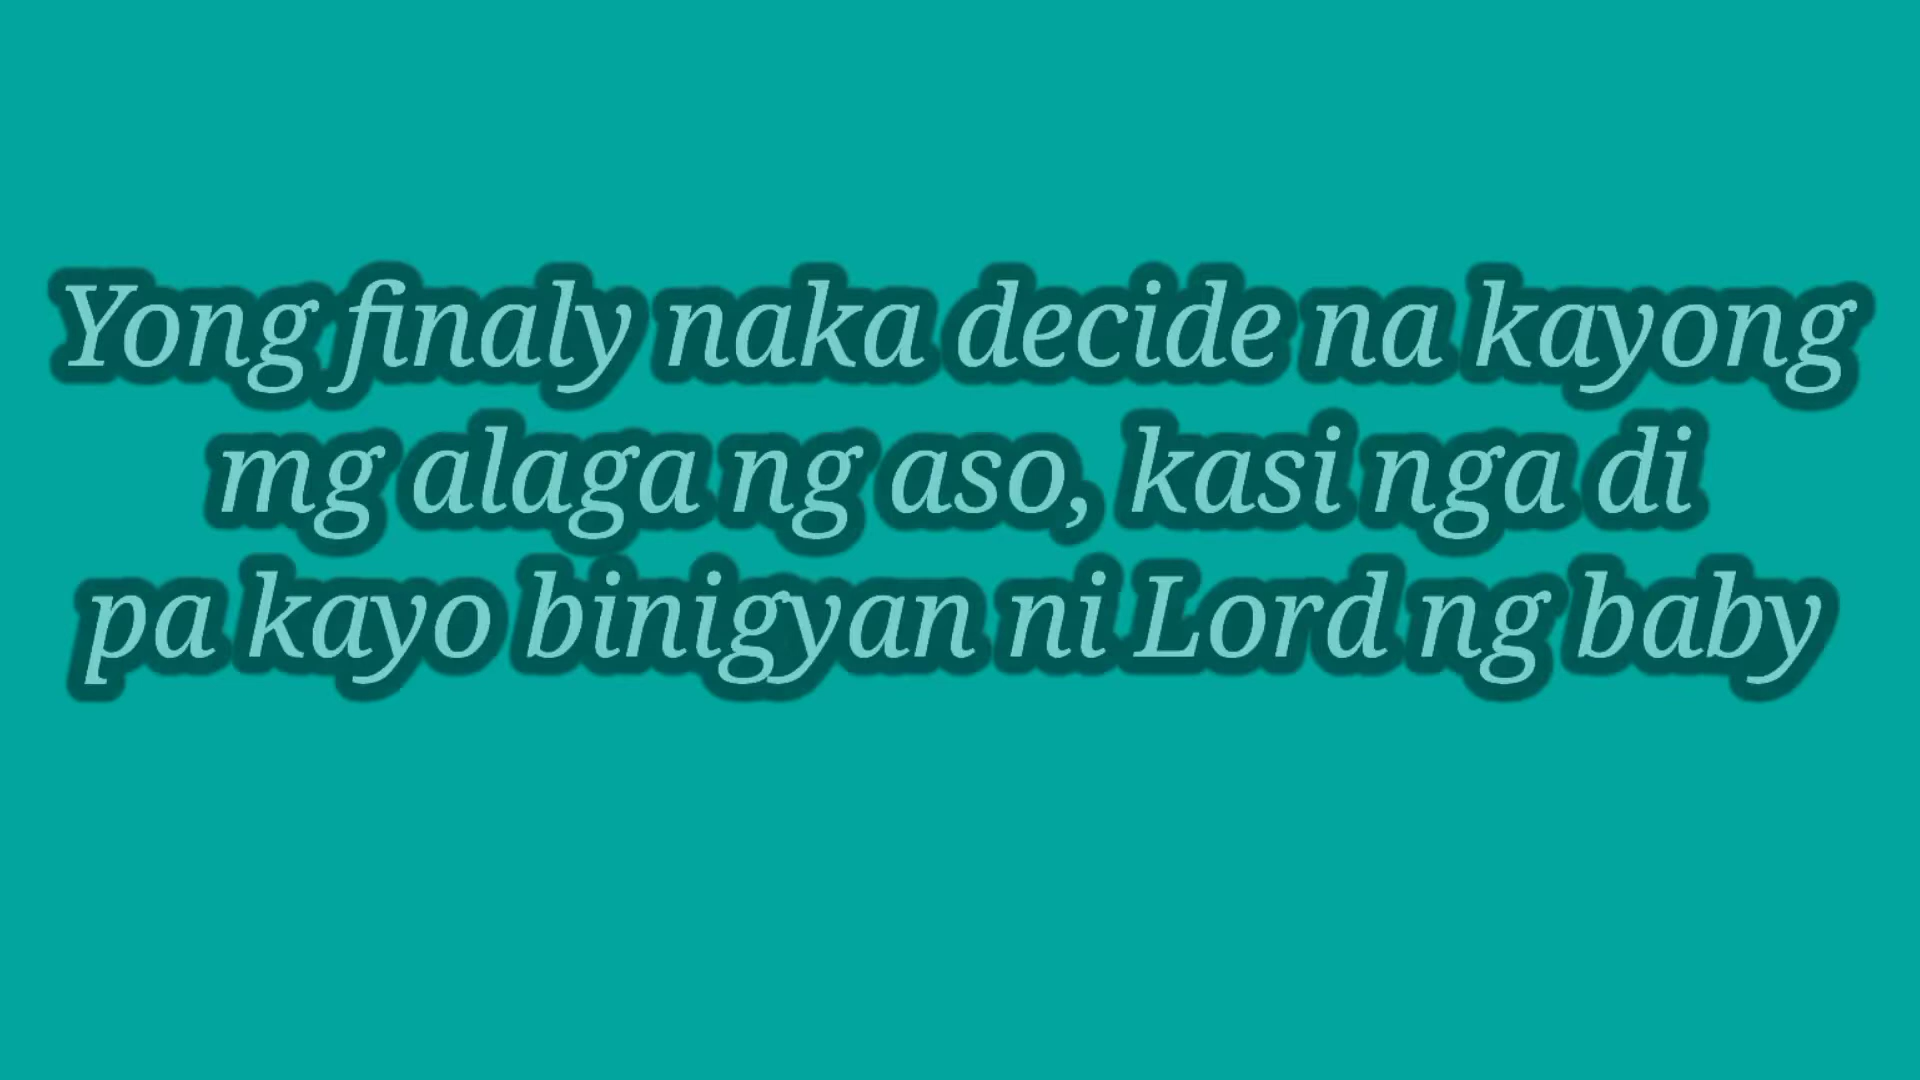 Yong finaly naka decide na kayong
mg alaga ng aso, kasi nga di
pa kayo binigyan ni Lord ng baby